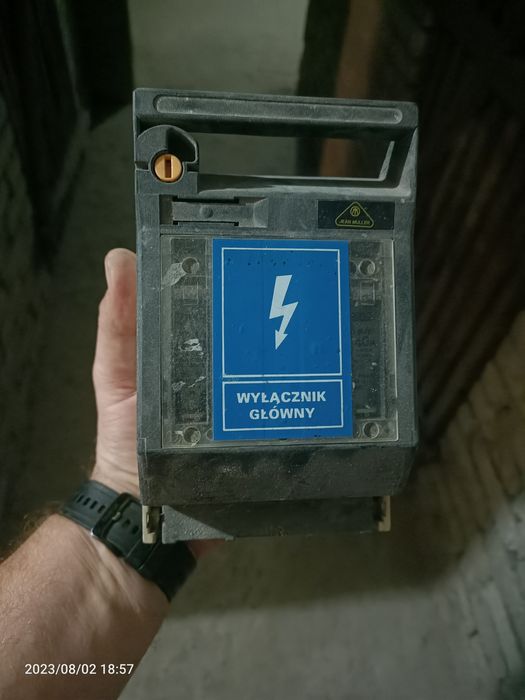 JEAN MÜLLER
WYŁĄCZNIK
GŁÓWNY
2023/08/02 18:57